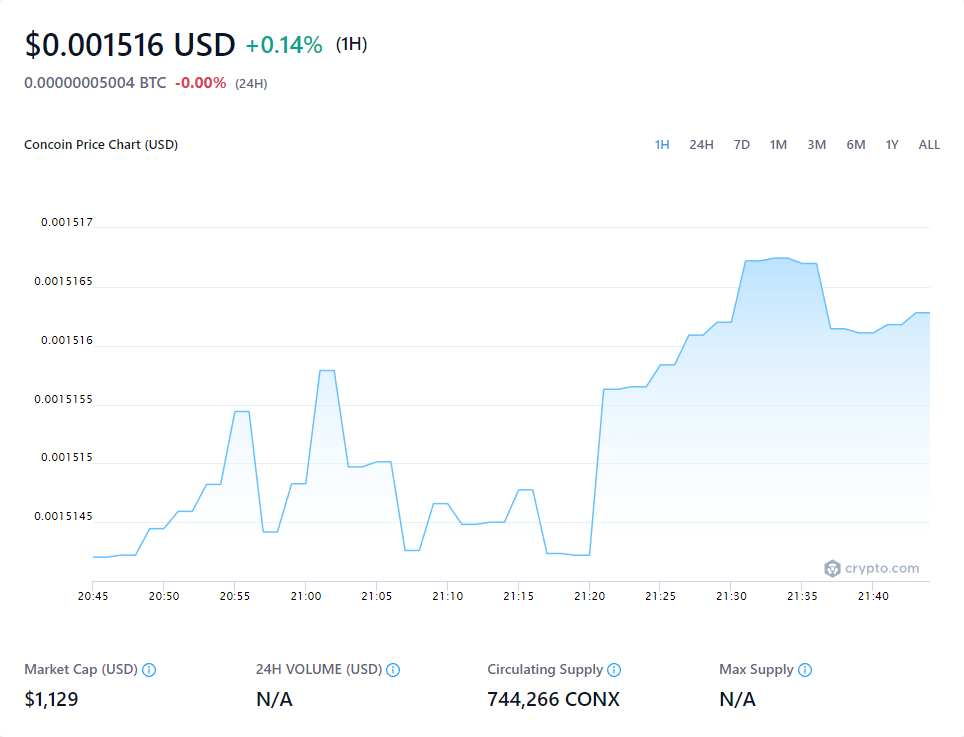 $0.001516 USD +0.14% (1H)
0.00000005004 BTC -0.00% (24H)
Concoin Price Chart (USD) 1H 24H 7D 1M 3M 6M 1Y ALL
0.001517
0.0015165
0.001516
0.0015155
0.001515
0.0015145
crypto.com
20:45 20:50 20:55 21:00 21:05 21:10 21:15 21:20 21:25 21:30 21:35 21:40
Market Cap (USD) 24H VOLUME (USD) Circulating Supply Max Supply
$1,129 N/A 744,266 CONX N/A